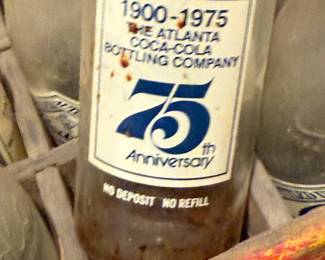 1900-1975
THE ATLANTA
COCA-COLA
BOTTLING COMPANY
75th
Anniversary
NO DEPOSIT NO REFILL